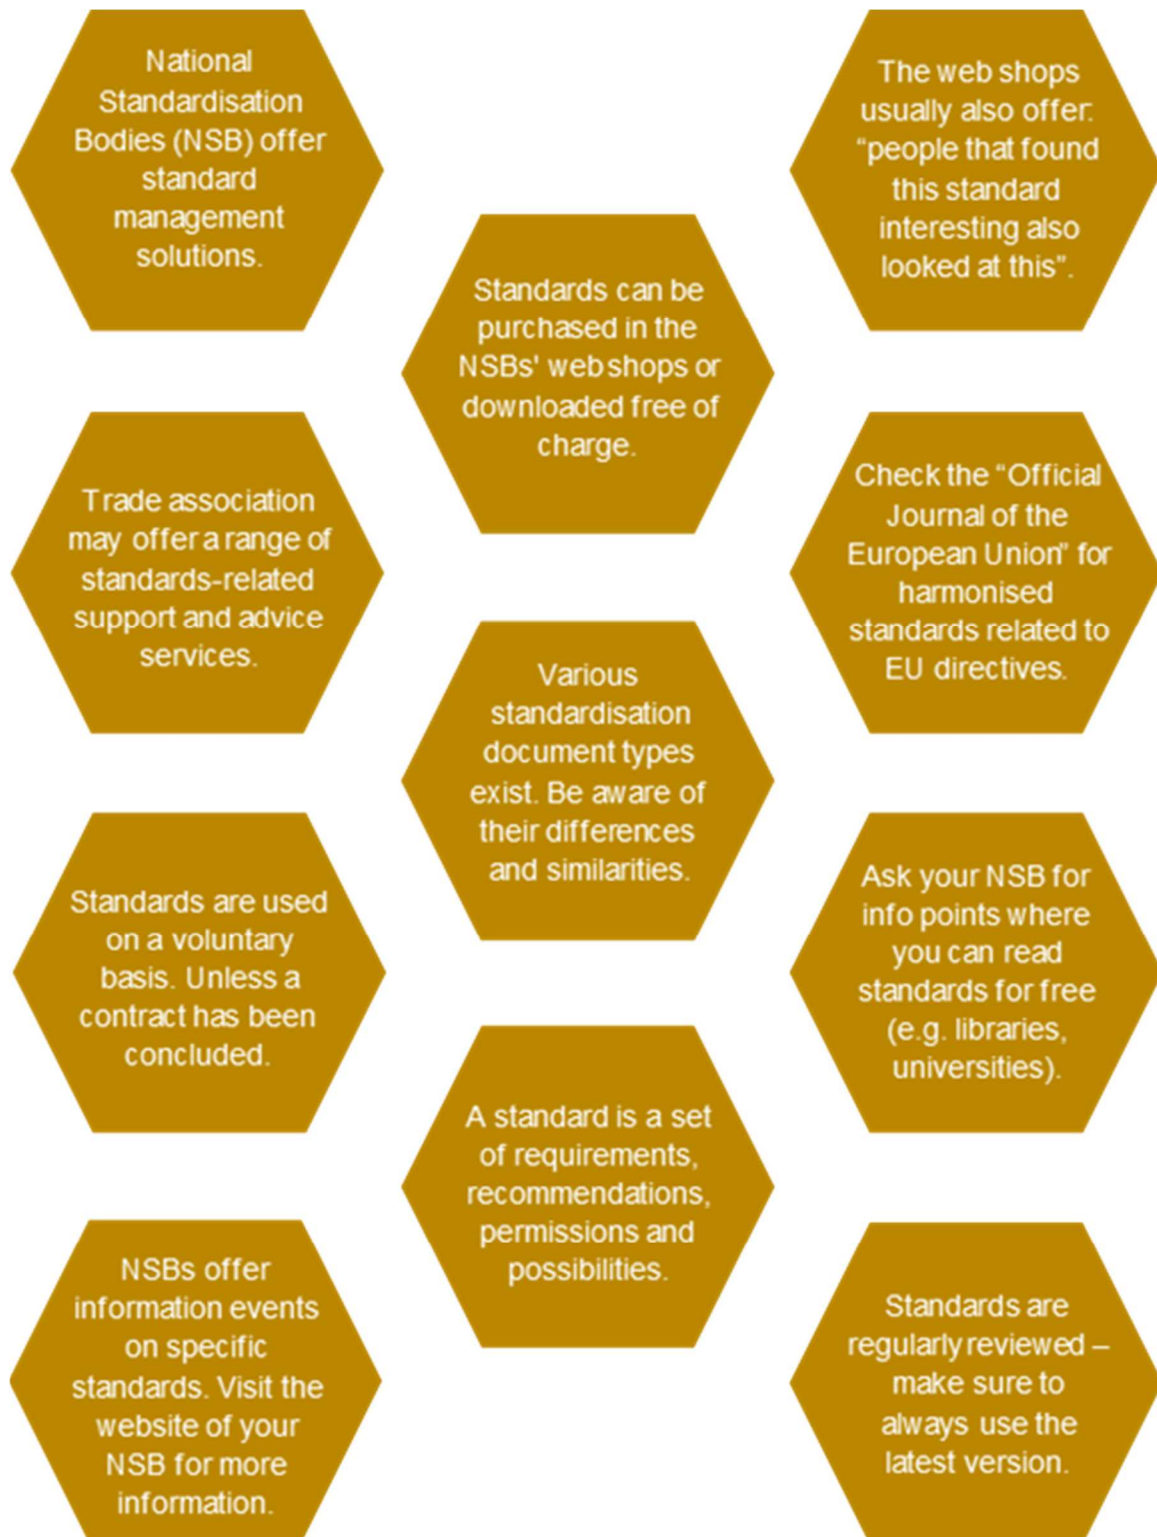 National
Standardisation
Bodies (NSB) offer
standard
management
solutions.
The web shops
usually also offer:
“people that found
this standard
interesting also
looked at this”.
Standards can be
purchased in the
NSBs' web shops or
downloaded free of
charge.
Trade association
may offer a range of
standards-related
support and advice
services.
Check the “Official
Journal of the
European Union” for
harmonised
standards related to
EU directives.
Various
standardisation
document types
exist. Be aware of
their differences
and similarities.
Standards are used
on a voluntary
basis. Unless a
contract has been
concluded.
Ask your NSB for
info points where
you can read
standards for free
(e.g. libraries,
universities).
A standard is a set
of requirements,
recommendations,
permissions and
possibilities.
NSBs offer
information events
on specific
standards. Visit the
website of your
NSB for more
information.
Standards are
regularly reviewed –
make sure to
always use the
latest version.